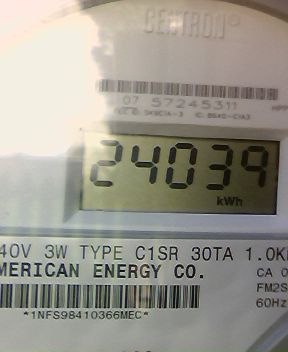 CENTRON®
07 57245311
24039
kWh
40V 3W TYPE C1SR 30TA 1.0K
MERICAN ENERGY CO.
CA 0
FM2S
60Hz
*1NFS98410366MEC*